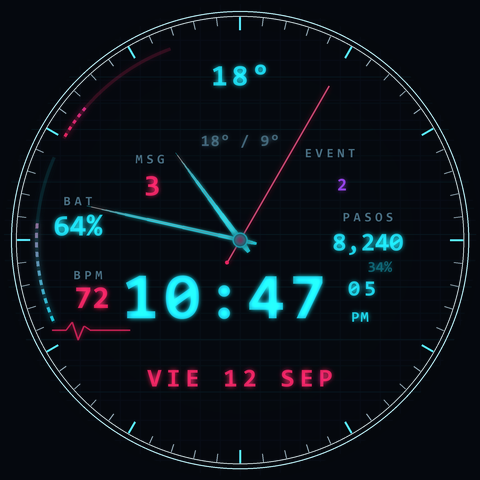 18°
18° / 9°
MSG
3
EVENT
2
BAT
64%
PASOS
8,240
34%
BPM
72
10:47
05
PM
VIE 12 SEP